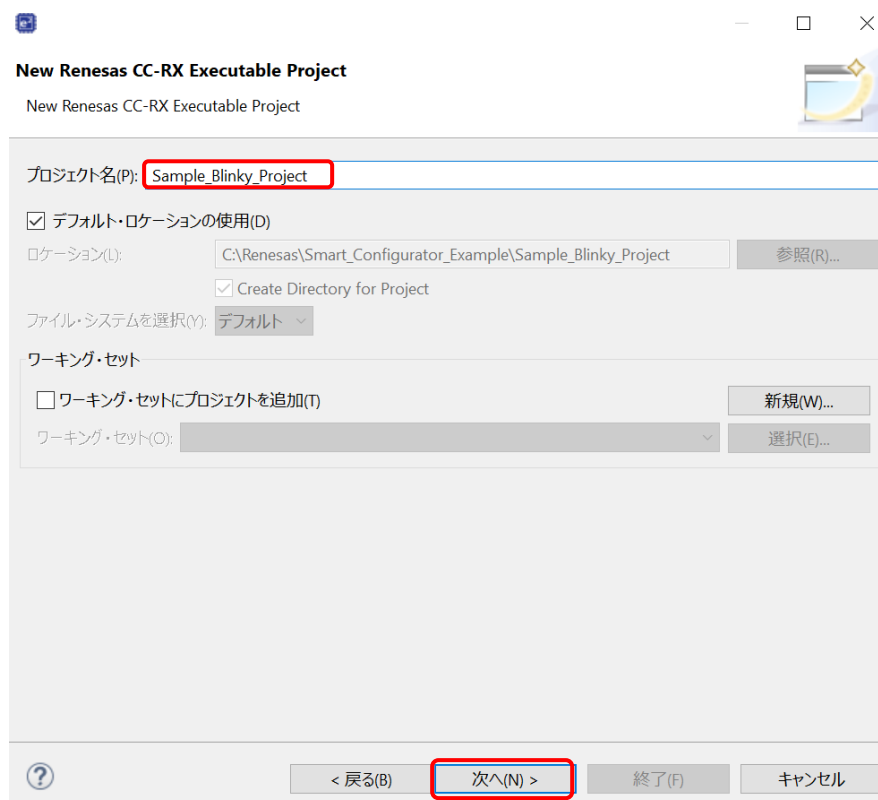 New Renesas CC-RX Executable Project
New Renesas CC-RX Executable Project
プロジェクト名(P): Sample_Blinky_Project
デフォルト・ロケーションの使用(D)
ロケーション(L): C:\Renesas\Smart_Configurator_Example\Sample_Blinky_Project 参照(R)...
Create Directory for Project
ファイル・システムを選択(Y): デフォルト
ワーキング・セット
ワーキング・セットにプロジェクトを追加(T) 新規(W)...
ワーキング・セット(O): 選択(E)...
? < 戻る(B) 次へ(N) > 終了(F) キャンセル